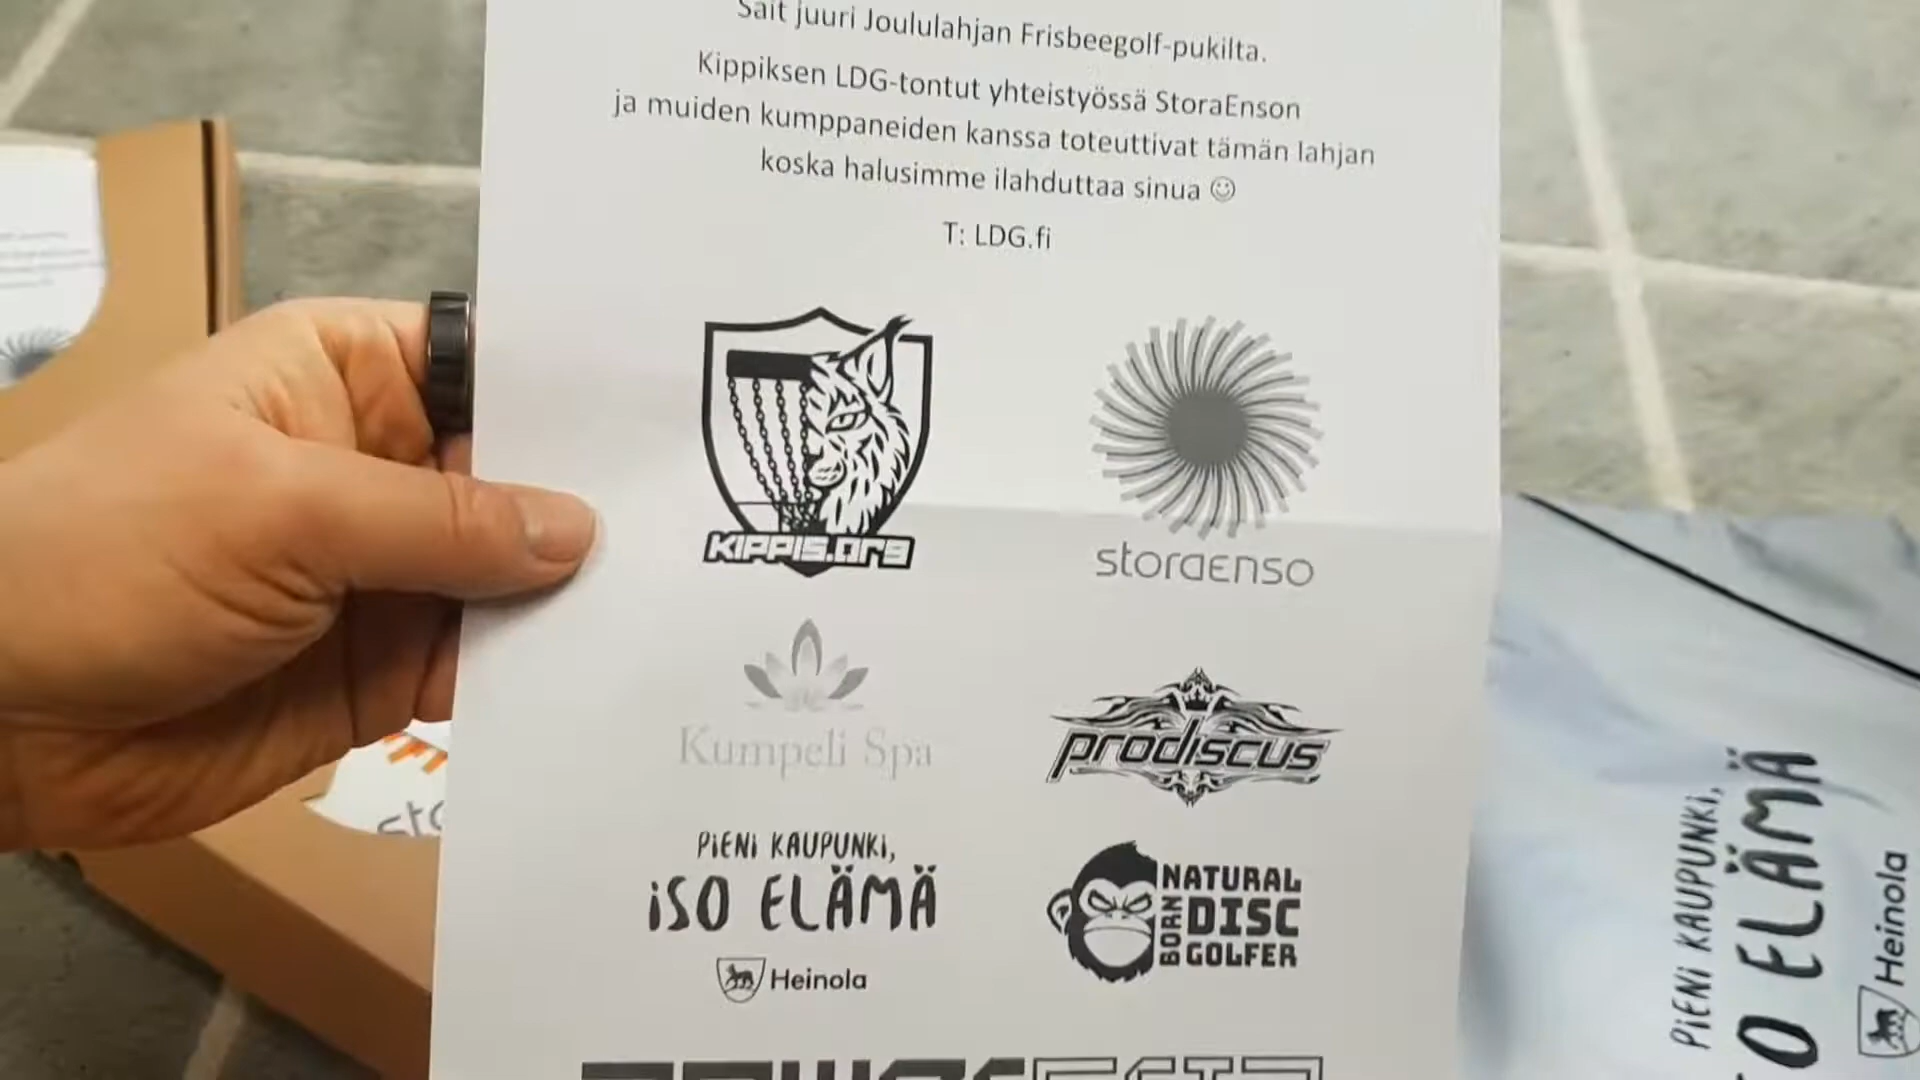 Sait juuri Joululahjan Frisbeegolf-pukilta.
Kippiksen LDG-tontut yhteistyössä StoraEnson
ja muiden kumppaneiden kanssa toteuttivat tämän lahjan
koska halusimme ilahduttaa sinua ☺
T: LDG.fi
KIPPIS.org
storaenso
Kumpeli Spa
prodiscus
PiENi KAUPUNKi,
iSO ELÄMÄ
Heinola
NATURAL
BORN
DISC
GOLFER
PiENi KAUPUNKi,
O ELÄMÄ
Heinola
sto